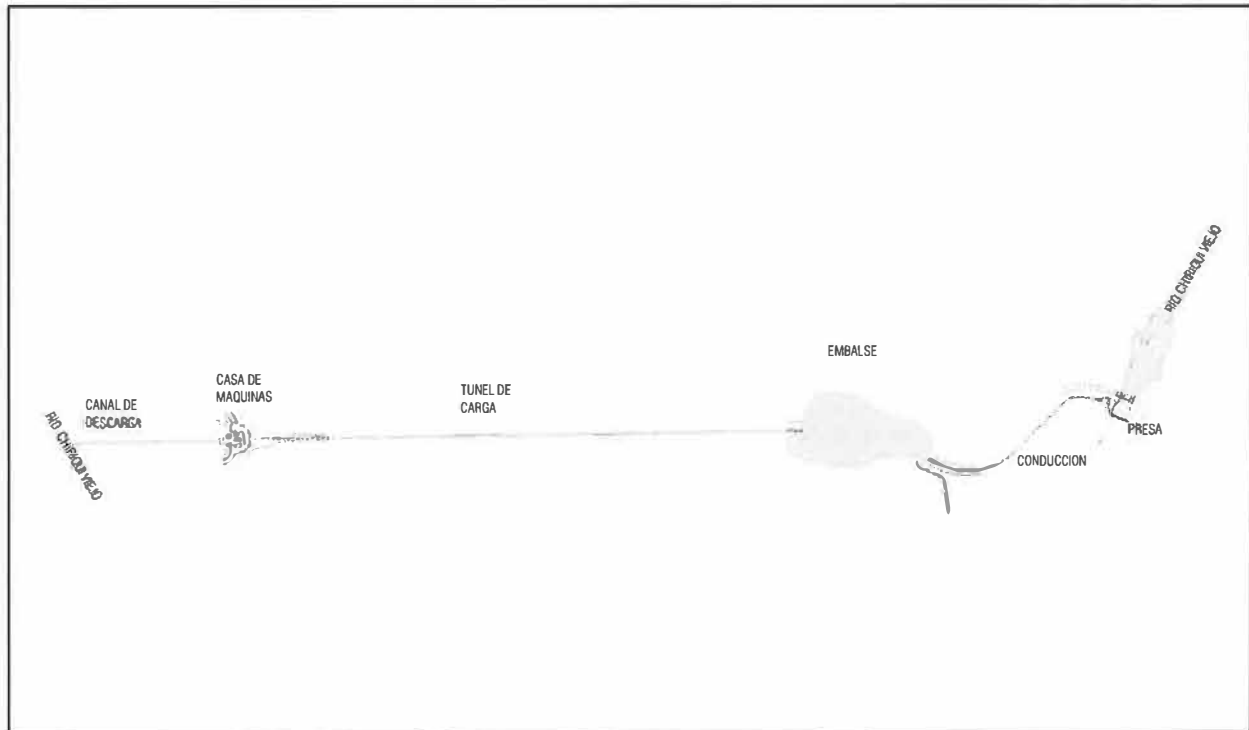 RIO CHIRIQUI VIEJO
EMBALSE
CASA DE
MAQUINAS
TUNEL DE
CARGA
CANAL DE
DESCARGA
PRESA
RIO CHIRIQUI VIEJO
CONDUCCION